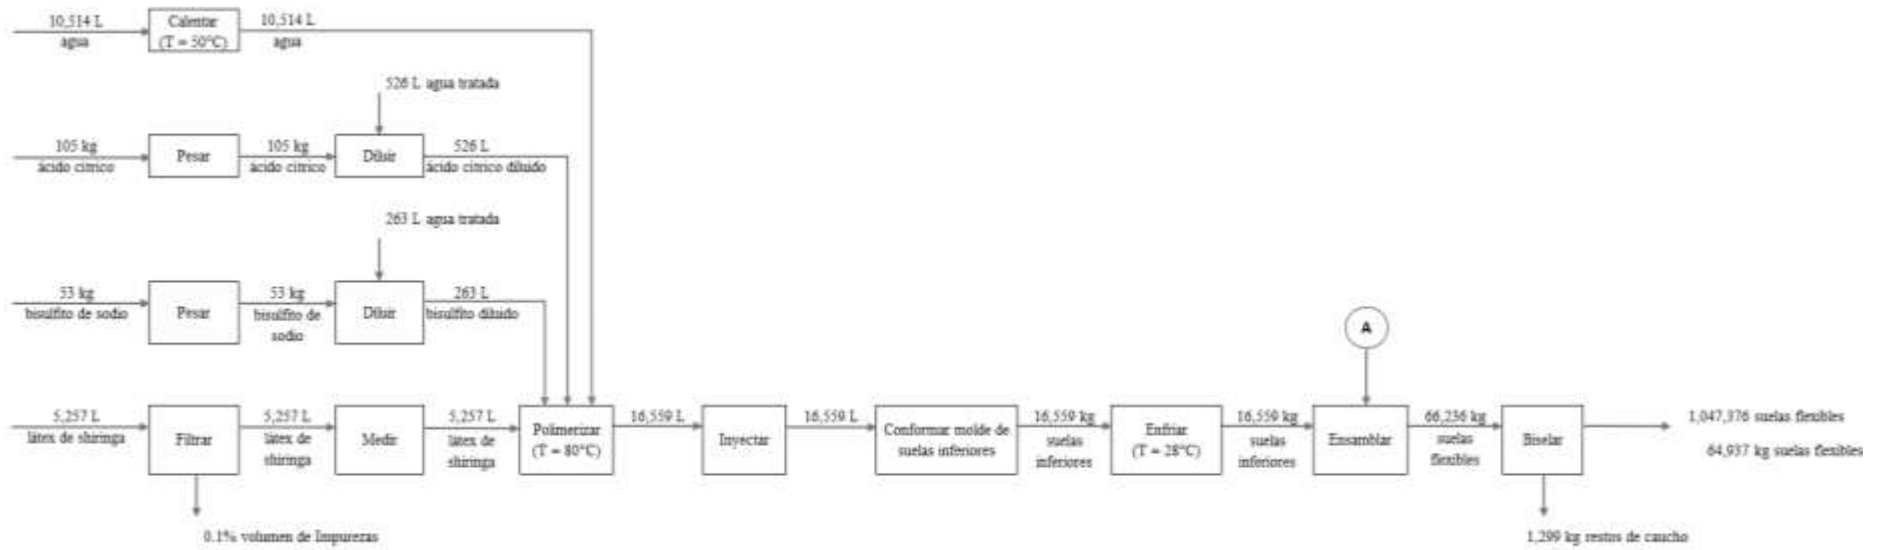 10,514 L
agua
Calentar
(T = 50°C)
10,514 L
agua
526 L agua tratada
105 kg
ácido cítrico
Pesar
105 kg
ácido cítrico
Diluir
526 L
ácido cítrico diluido
263 L agua tratada
53 kg
bisulfito de sodio
Pesar
53 kg
bisulfito de
sodio
Diluir
263 L
bisulfito diluido
A
5,257 L
látex de shiringa
Filtrar
5,257 L
látex de
shiringa
Medir
5,257 L
látex de
shiringa
Polimerizar
(T = 80°C)
16,559 L
Inyectar
16,559 L
Conformar molde de
suelas inferiores
16,559 kg
suelas
inferiores
Enfriar
(T = 28°C)
16,559 kg
suelas
inferiores
Ensamblar
66,236 kg
suelas
flexibles
Biselar
1,047,376 suelas flexibles
64,937 kg suelas flexibles
0.1% volumen de Impurezas
1,299 kg restos de caucho